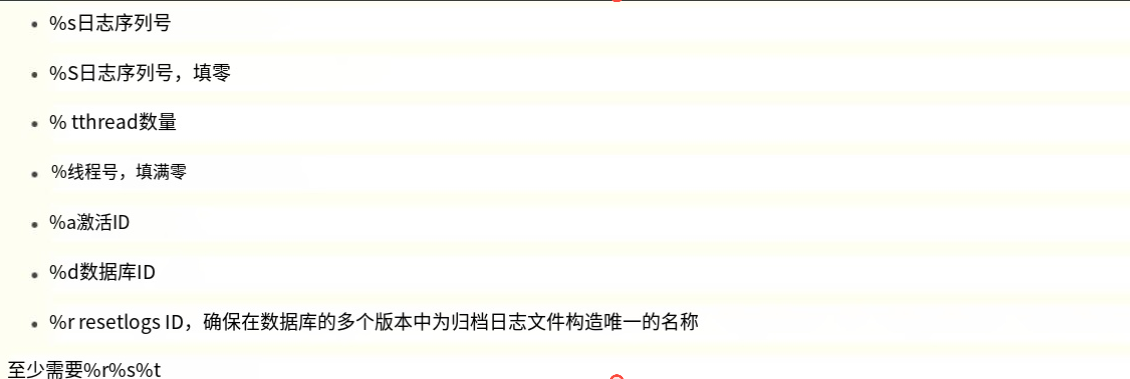 %s日志序列号
%S日志序列号，填零
% tthread数量
%线程号，填满零
%a激活ID
%d数据库ID
%r resetlogs ID，确保在数据库的多个版本中为归档日志文件构造唯一的名称
至少需要%r%s%t